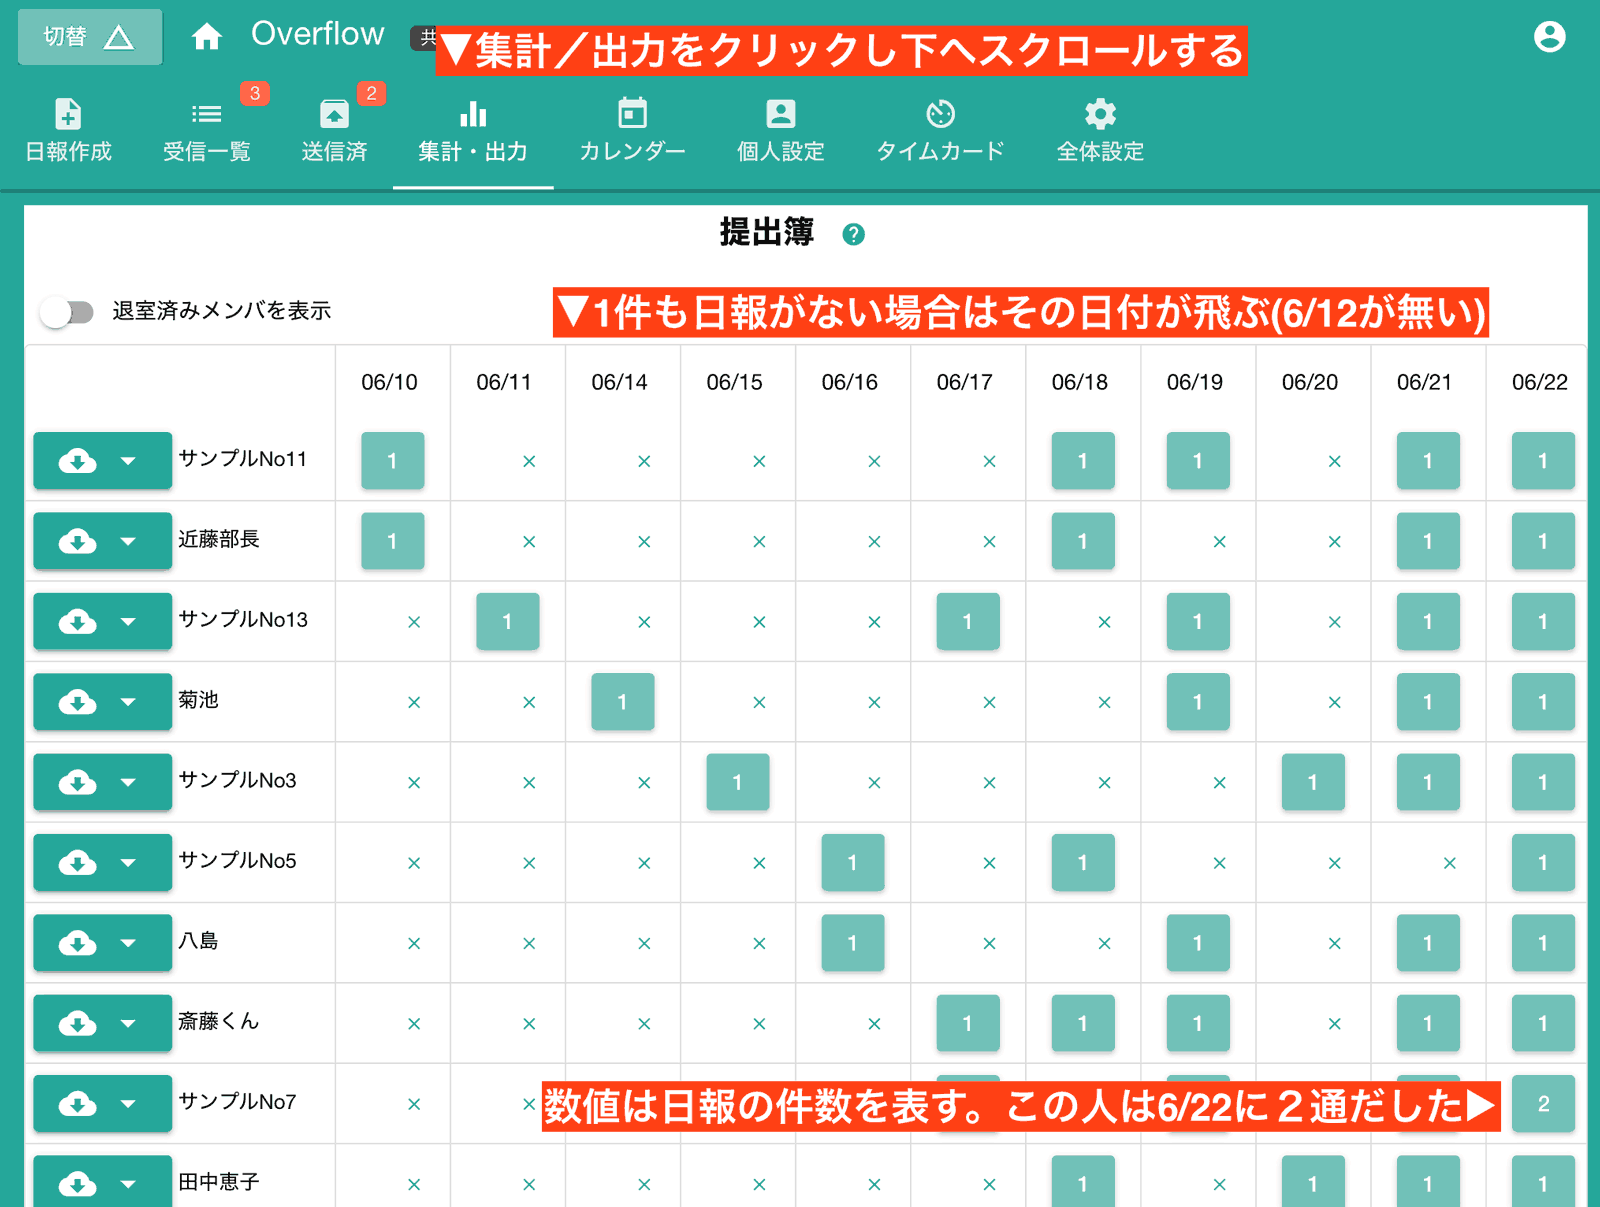 切替 Overflow 共
▼集計／出力をクリックし下へスクロールする
3 2
日報作成 受信一覧 送信済 集計・出力 カレンダー 個人設定 タイムカード 全体設定
提出簿 ?
退室済みメンバを表示
▼1件も日報がない場合はその日付が飛ぶ(6/12が無い)
06/10 06/11 06/14 06/15 06/16 06/17 06/18 06/19 06/20 06/21 06/22
サンプルNo11 1 × × × × × 1 1 × 1 1
近藤部長 1 × × × × × 1 × × 1 1
サンプルNo13 × 1 × × × 1 × 1 × 1 1
菊池 × × 1 × × × × 1 × 1 1
サンプルNo3 × × × 1 × × × × 1 1 1
サンプルNo5 × × × × 1 × 1 × × × 1
八島 × × × × 1 × × 1 × 1 1
斎藤くん × × × × × 1 1 1 × 1 1
サンプルNo7 × × 2
数値は日報の件数を表す。この人は6/22に２通だした▶
田中恵子 × × × × × × 1 × 1 1 1